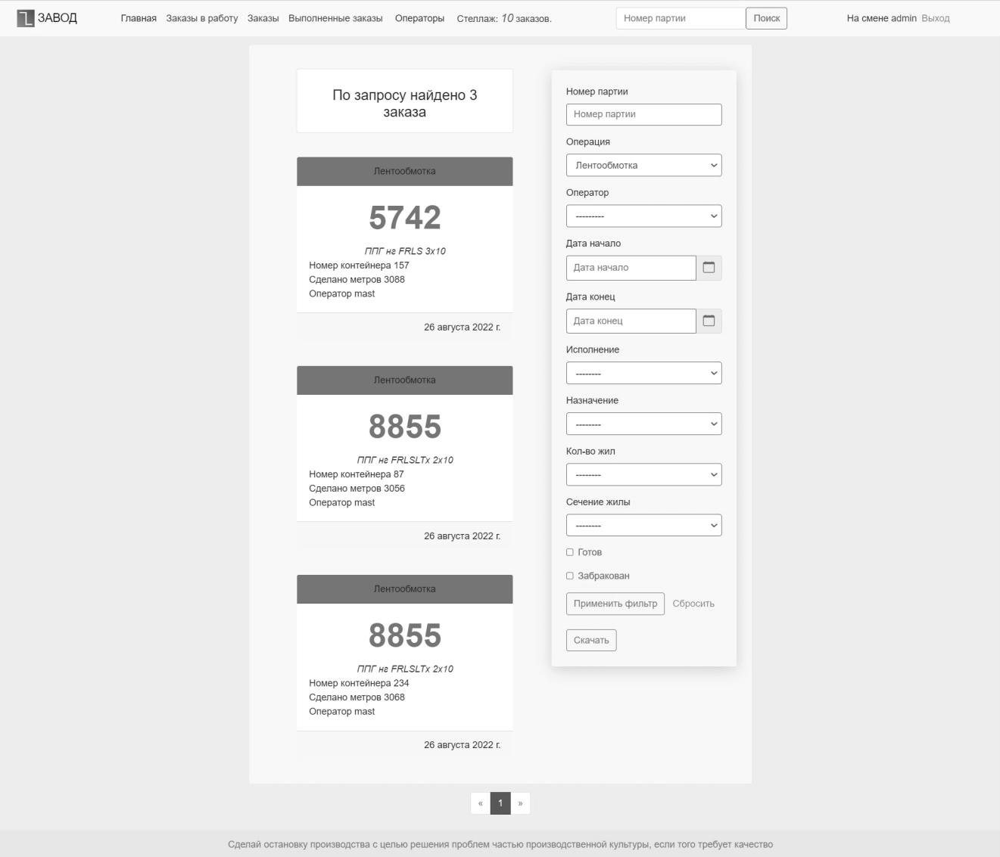 ЗАВОД
Главная Заказы в работу Заказы Выполненные заказы Операторы Стеллаж: 10 заказов. Номер партии Поиск На смене admin Выход
По запросу найдено 3
заказа
Лентообмотка
5742
ППГ нг FRLS 3x10
Номер контейнера 157
Сделано метров 3088
Оператор mast
26 августа 2022 г.
Лентообмотка
8855
ППГ нг FRLSLTx 2x10
Номер контейнера 87
Сделано метров 3056
Оператор mast
26 августа 2022 г.
Лентообмотка
8855
ППГ нг FRLSLTx 2x10
Номер контейнера 234
Сделано метров 3068
Оператор mast
26 августа 2022 г.
Номер партии
Номер партии
Операция
Лентообмотка
Оператор
---------
Дата начало
Дата начало
Дата конец
Дата конец
Исполнение
--------
Назначение
--------
Кол-во жил
--------
Сечение жилы
--------
Готов
Забракован
Применить фильтр Сбросить
Скачать
« 1 »
Сделай остановку производства с целью решения проблем частью производственной культуры, если того требует качество